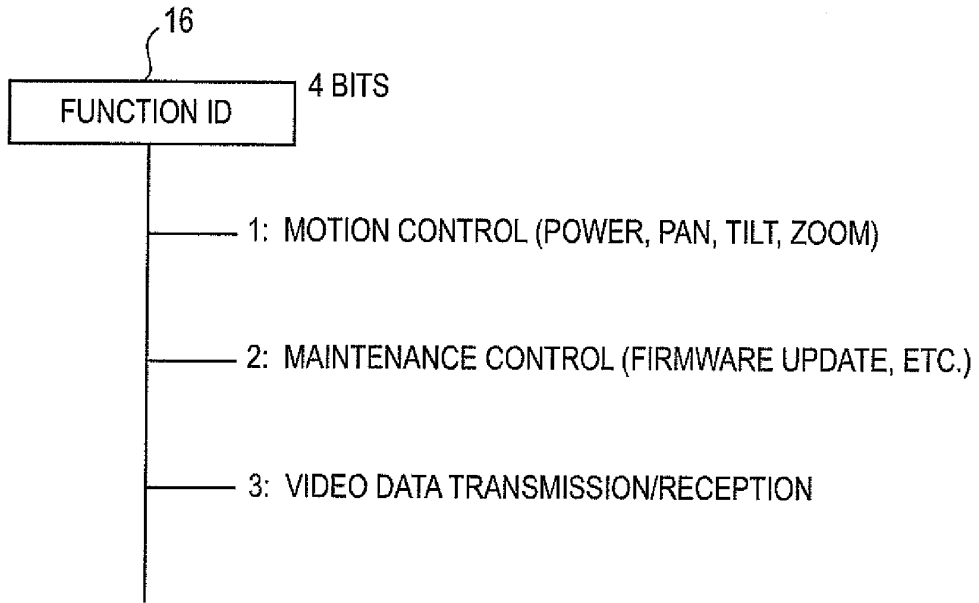 16
FUNCTION ID
4 BITS
1: MOTION CONTROL (POWER, PAN, TILT, ZOOM)
2: MAINTENANCE CONTROL (FIRMWARE UPDATE, ETC.)
3: VIDEO DATA TRANSMISSION/RECEPTION